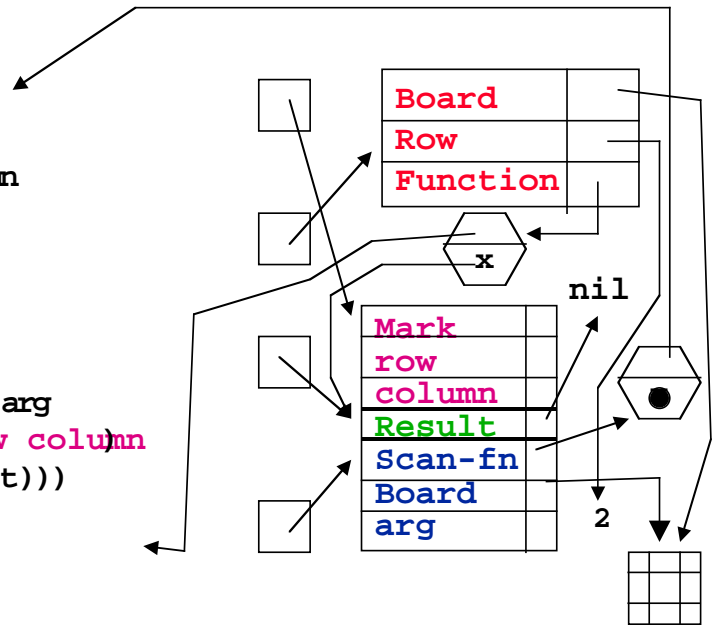 Board
Row
n
Function
x
nil
Mark
row
column
arg
Result
w column)
Scan-fn
t)))
Board
arg
2